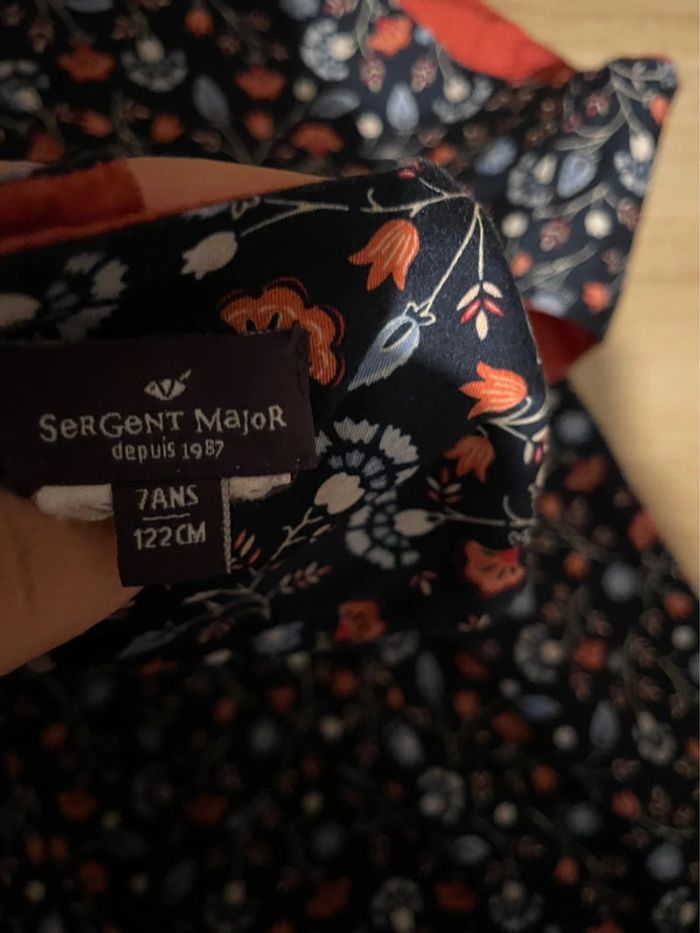 SERGENT MAJOR
depuis 1987
7ANS
122CM